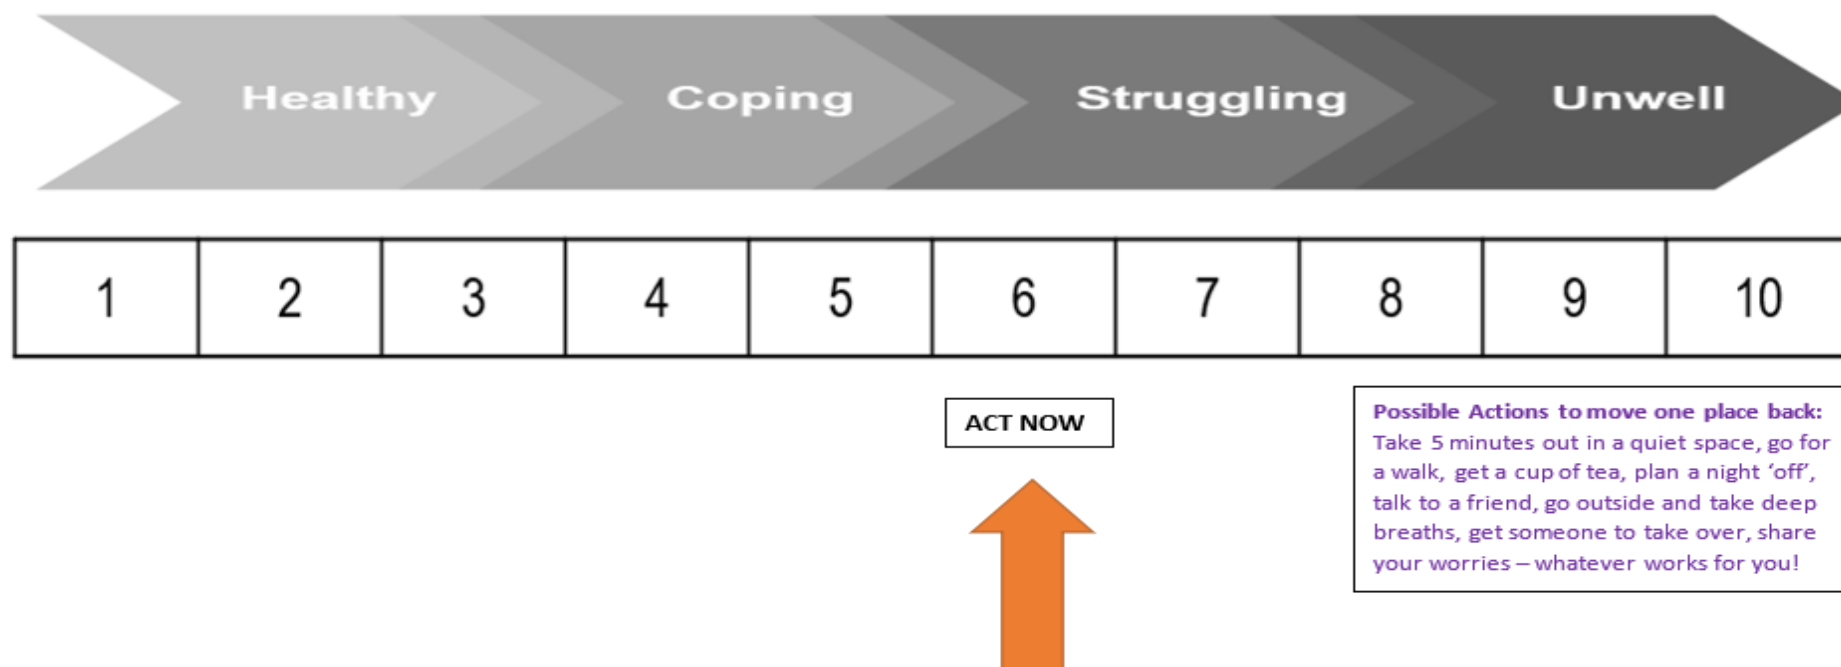 Healthy Coping Struggling Unwell
1 2 3 4 5 6 7 8 9 10
ACT NOW
Possible Actions to move one place back:
Take 5 minutes out in a quiet space, go for
a walk, get a cup of tea, plan a night ‘off’,
talk to a friend, go outside and take deep
breaths, get someone to take over, share
your worries – whatever works for you!